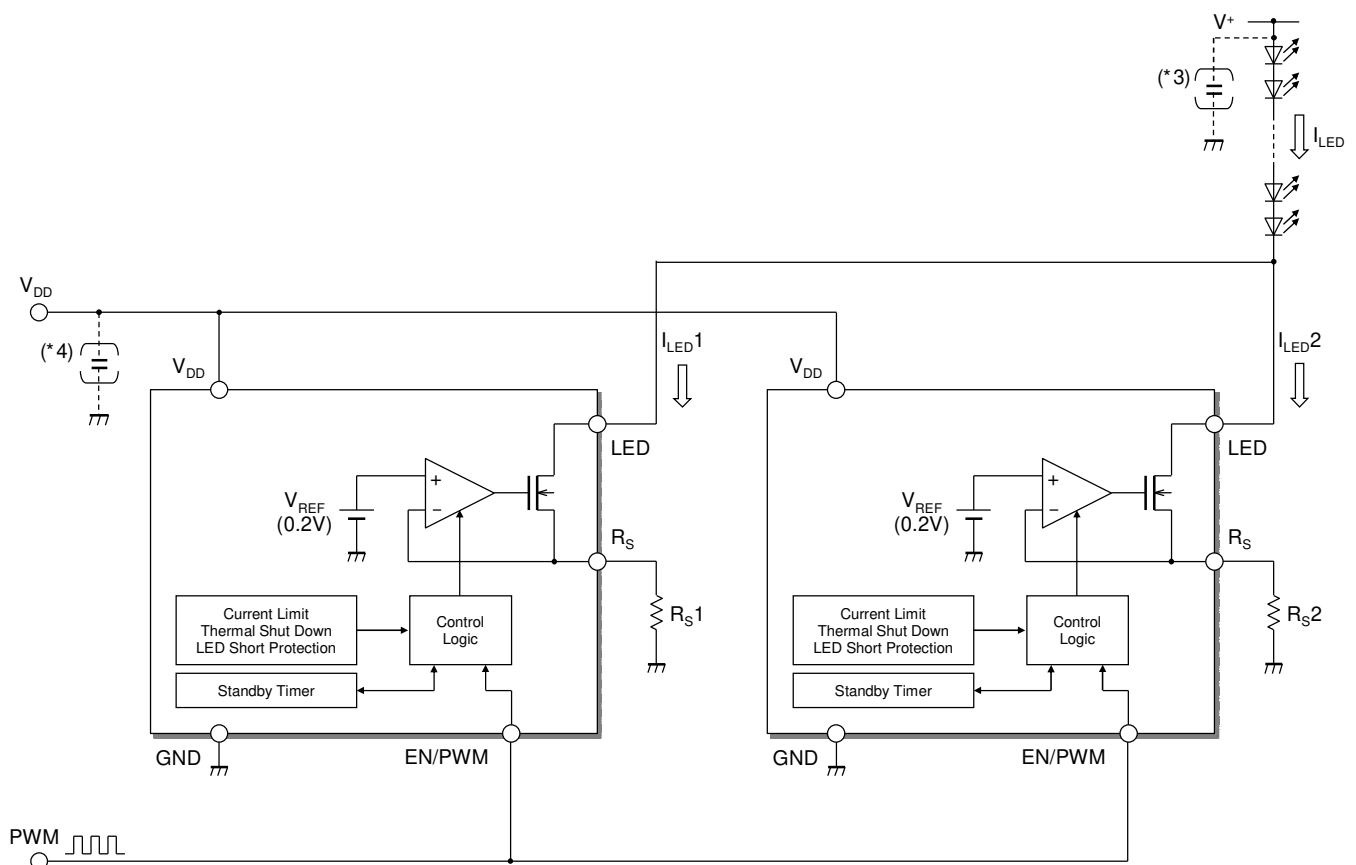 V+
(*3)
ILED
VDD
(*4)
ILED1
ILED2
VDD
VDD
LED
LED
+
−
+
−
VREF
(0.2V)
VREF
(0.2V)
RS
RS
Current Limit
Thermal Shut Down
LED Short Protection
Control
Logic
RS1
Current Limit
Thermal Shut Down
LED Short Protection
Control
Logic
RS2
Standby Timer
Standby Timer
GND
EN/PWM
GND
EN/PWM
PWM